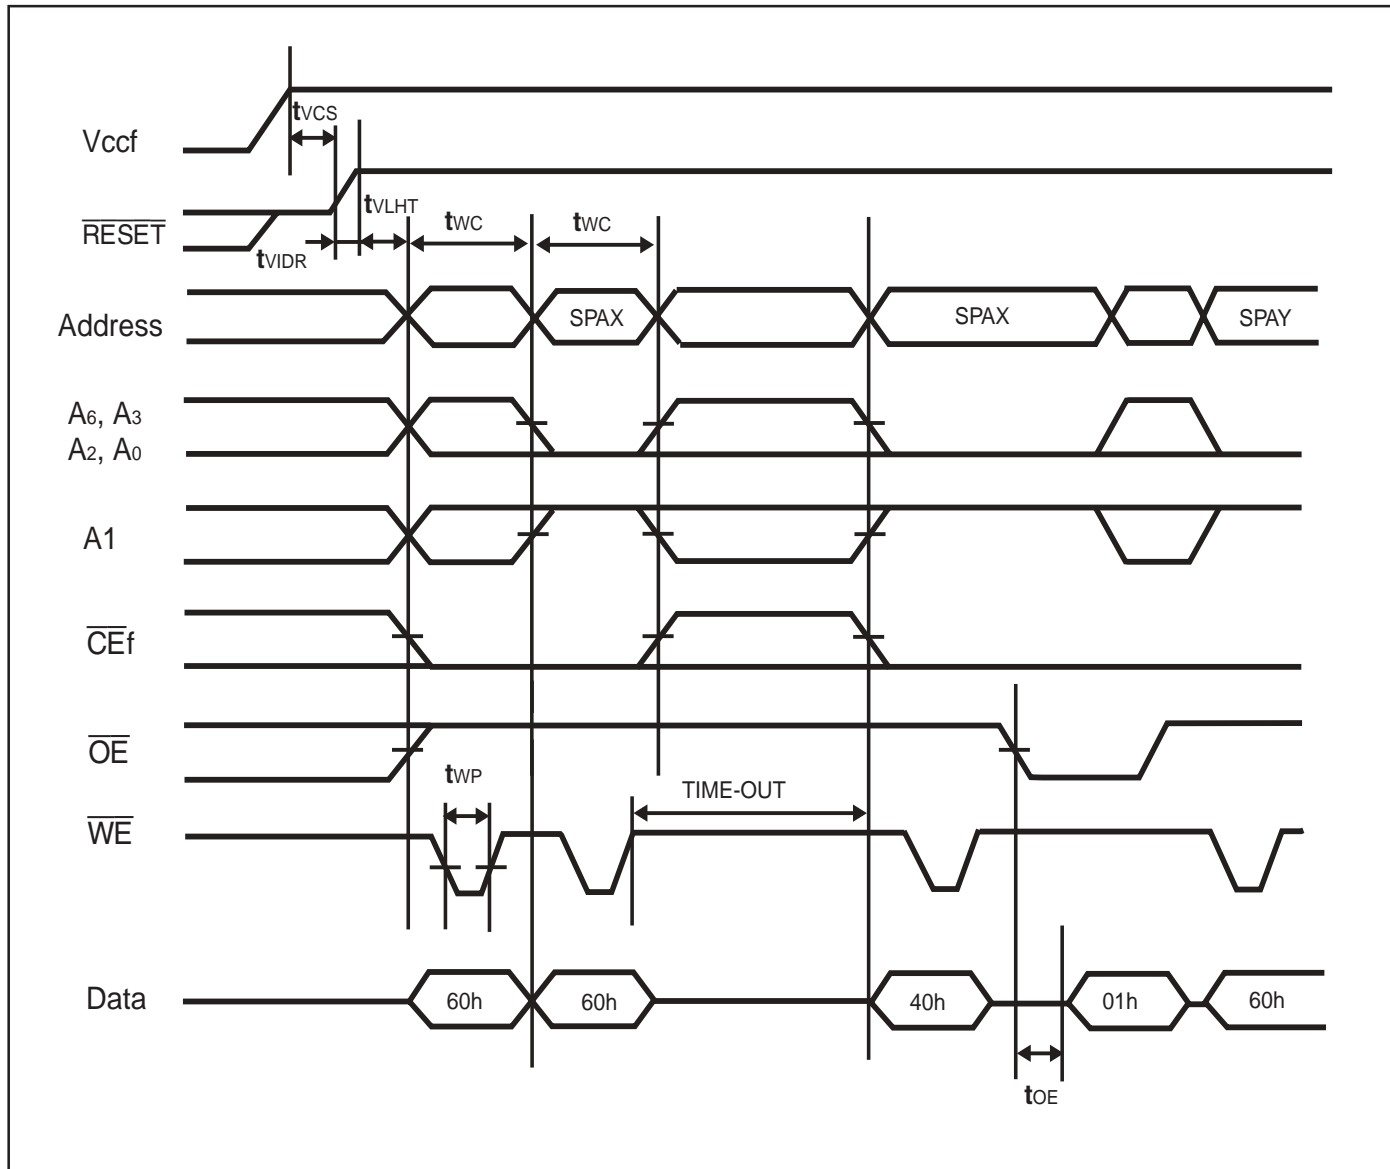 tVCS
Vccf
tVLHT
RESET
tWC
tWC
tVIDR
Address
SPAX
SPAX
SPAY
A6, A3
A2, A0
A1
CEf
OE
tWP
TIME-OUT
WE
Data
60h
60h
40h
01h
60h
tOE